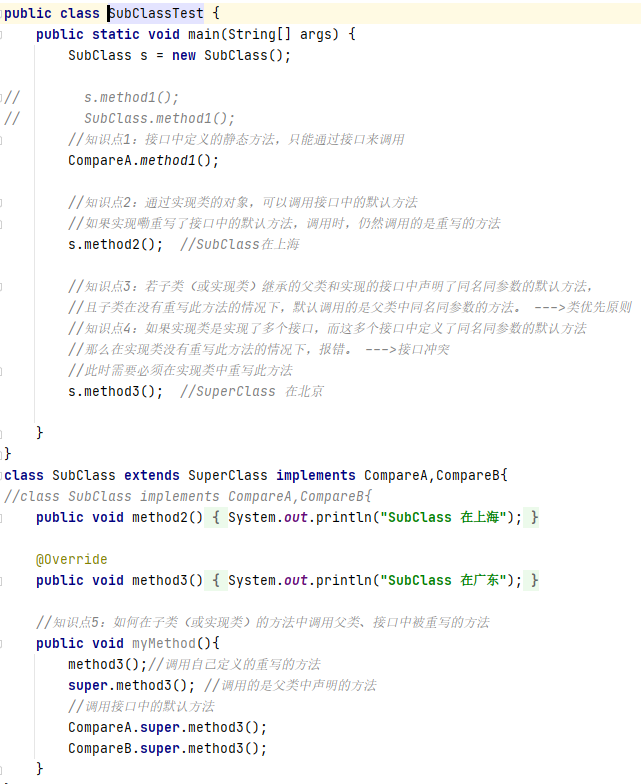 public class SubClassTest {
    public static void main(String[] args) {
        SubClass s = new SubClass();
//        s.method1();
//        SubClass.method1();
        //知识点1：接口中定义的静态方法，只能通过接口来调用
        CompareA.method1();
        //知识点2：通过实现类的对象，可以调用接口中的默认方法
        //如果实现嘞重写了接口中的默认方法，调用时，仍然调用的是重写的方法
        s.method2();  //SubClass在上海
        //知识点3：若子类（或实现类）继承的父类和实现的接口中声明了同名同参数的默认方法，
        //且子类在没有重写此方法的情况下，默认调用的是父类中同名同参数的方法。 --->类优先原则
        //知识点4：如果实现类是实现了多个接口，而这多个接口中定义了同名同参数的默认方法
        //那么在实现类没有重写此方法的情况下，报错。 --->接口冲突
        //此时需要必须在实现类中重写此方法
        s.method3();  //SuperClass 在北京
    }
}
class SubClass extends SuperClass implements CompareA,CompareB{
//class SubClass implements CompareA,CompareB{
    public void method2() { System.out.println("SubClass 在上海"); }
    @Override
    public void method3() { System.out.println("SubClass 在广东"); }
    //知识点5：如何在子类（或实现类）的方法中调用父类、接口中被重写的方法
    public void myMethod(){
        method3();//调用自己定义的重写的方法
        super.method3(); //调用的是父类中声明的方法
        //调用接口中的默认方法
        CompareA.super.method3();
        CompareB.super.method3();
    }